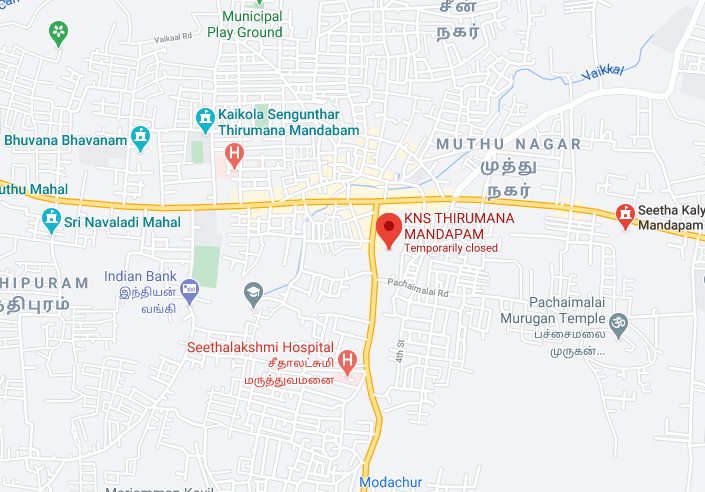 சின்
நகர்
Municipal
Play Ground
Vaikaal Rd
Vaikkal
Kaikola Sengunthar
Thirumana Mandabam
Bhuvana Bhavanam
MUTHU NAGAR
முத்து
நகர்
uthu Mahal
Sri Navaladi Mahal
KNS THIRUMANA
MANDAPAM
Temporarily closed
Seetha Kaly
Mandapam
HIPURAM
திபுரம்
Indian Bank
இந்தியன்
வங்கி
Pachaimalai Rd
Pachaimalai
Murugan Temple
பச்சைமலை
முருகன்...
4th St
Seethalakshmi Hospital
சீதாலட்சுமி
மருத்துவமனை
Modachur
Mariamman Kovil